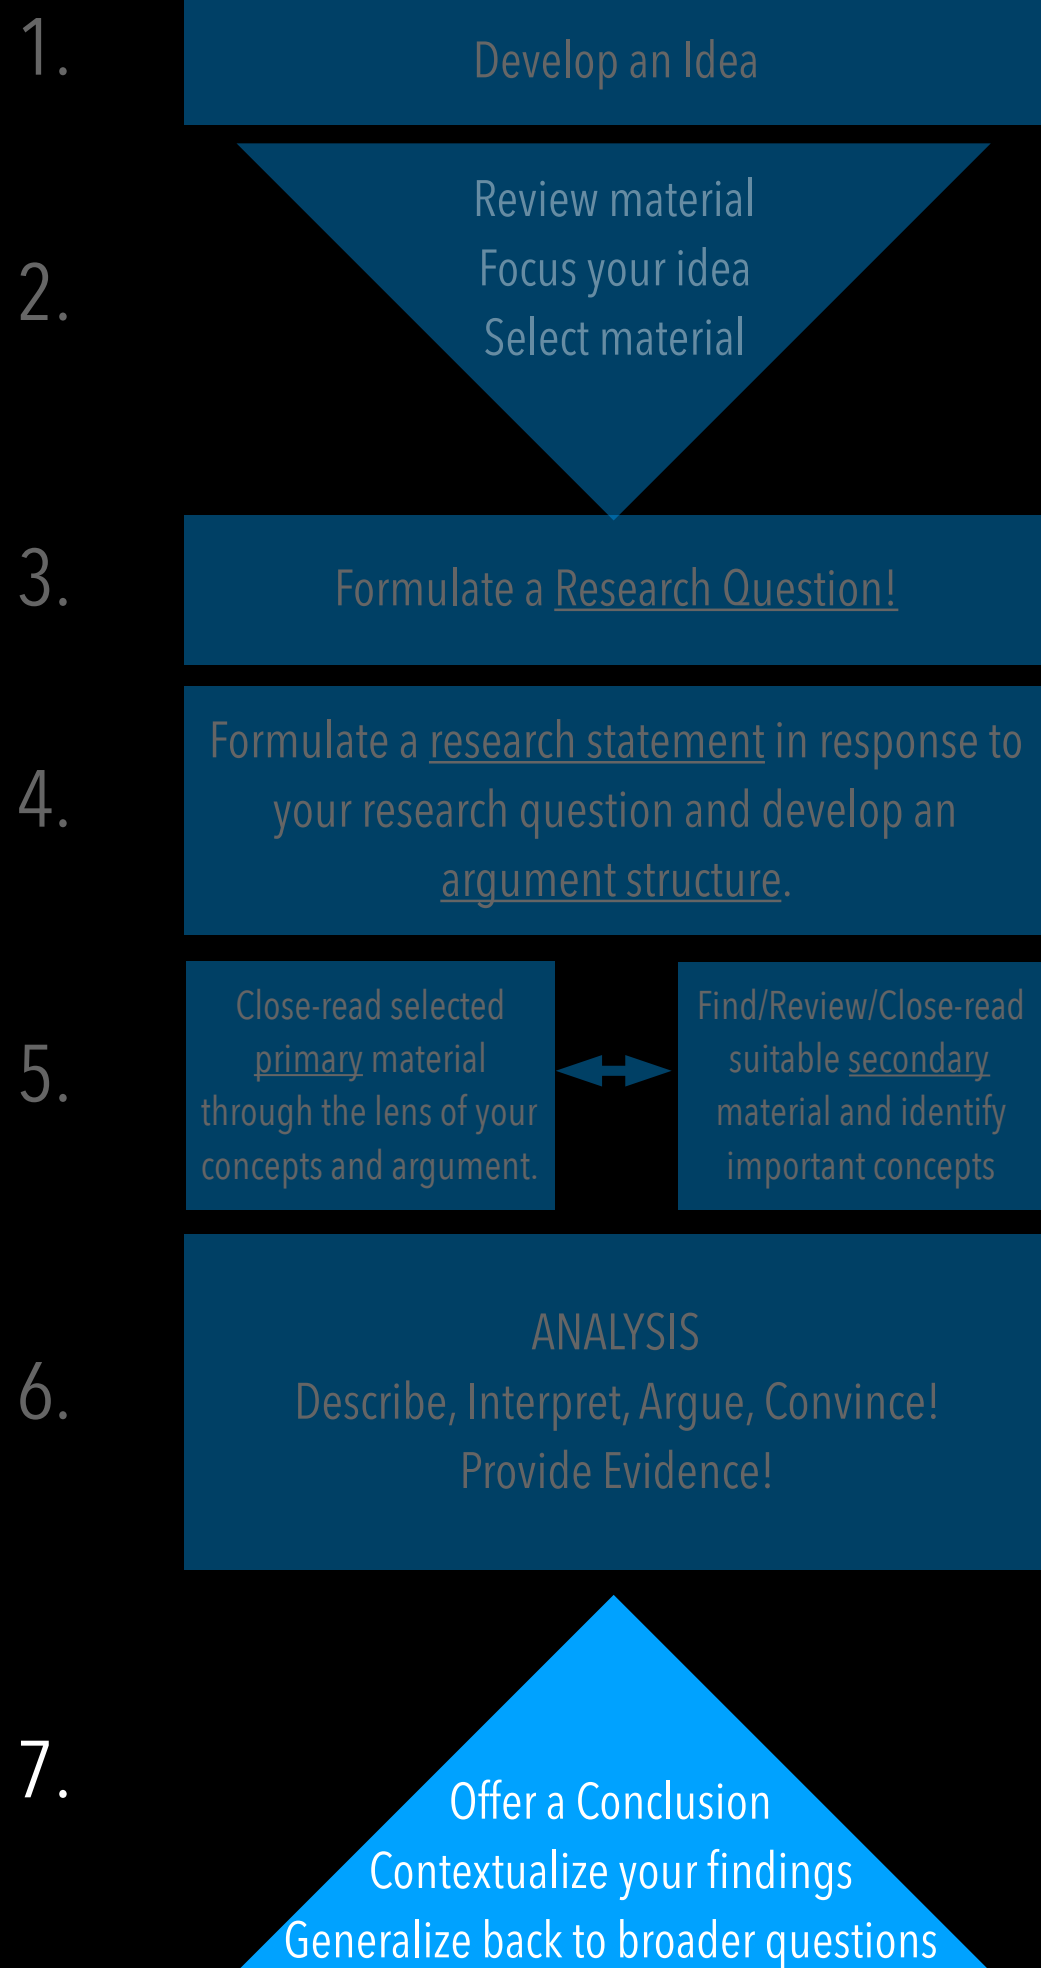 1.
Develop an Idea
2.
Review material
Focus your idea
Select material
3.
Formulate a Research Question!
4.
Formulate a research statement in response to
your research question and develop an
argument structure.
5.
Close-read selected
primary material
through the lens of your
concepts and argument.
Find/Review/Close-read
suitable secondary
material and identify
important concepts
6.
ANALYSIS
Describe, Interpret, Argue, Convince!
Provide Evidence!
7.
Offer a Conclusion
Contextualize your findings
Generalize back to broader questions